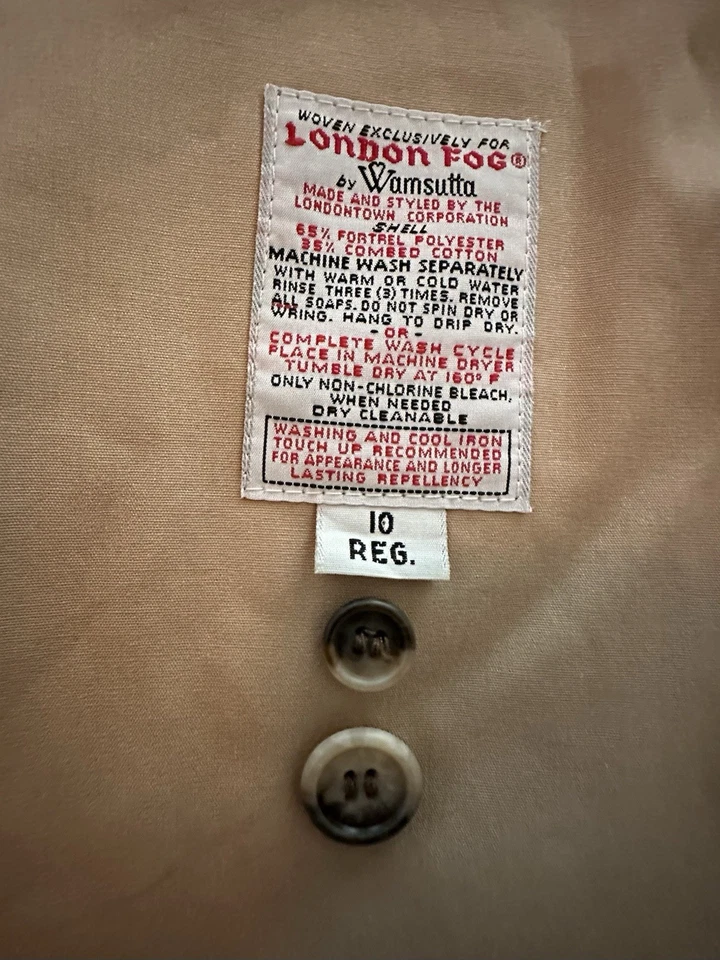 WOVEN EXCLUSIVELY FOR
LONDON FOG®
by Wamsutta
MADE AND STYLED BY THE
LONDONTOWN CORPORATION
SHELL
65% FORTREL POLYESTER
35% COMBED COTTON
MACHINE WASH SEPARATELY
WITH WARM OR COLD WATER
RINSE THREE (3) TIMES. REMOVE
ALL SOAPS. DO NOT SPIN DRY OR
WRING. HANG TO DRIP DRY.
- OR -
COMPLETE WASH CYCLE
PLACE IN MACHINE DRYER
TUMBLE DRY AT 160° F
ONLY NON-CHLORINE BLEACH,
WHEN NEEDED
DRY CLEANABLE
WASHING AND COOL IRON
TOUCH UP RECOMMENDED
FOR APPEARANCE AND LONGER
LASTING REPELLENCY
10
REG.